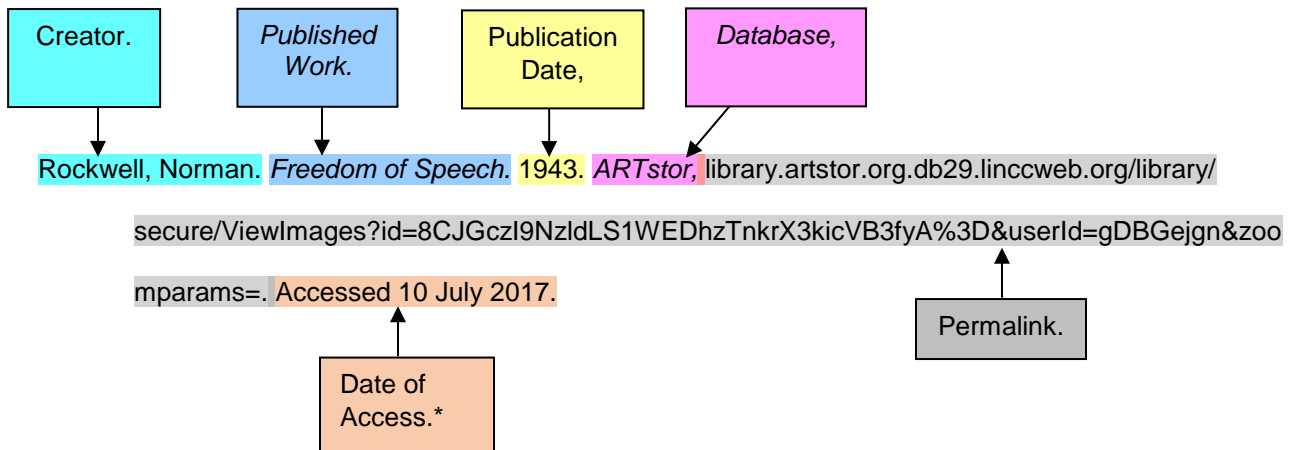 Creator.
Published
Work.
Publication
Date,
Database,
Rockwell, Norman. Freedom of Speech. 1943. ARTstor, library.artstor.org.db29.linccweb.org/library/
secure/ViewImages?id=8CJGczI9NzldLS1WEDhzTnkrX3kicVB3fyA%3D&userId=gDBGejgn&zoo
mparams=. Accessed 10 July 2017.
Permalink.
Date of
Access.*